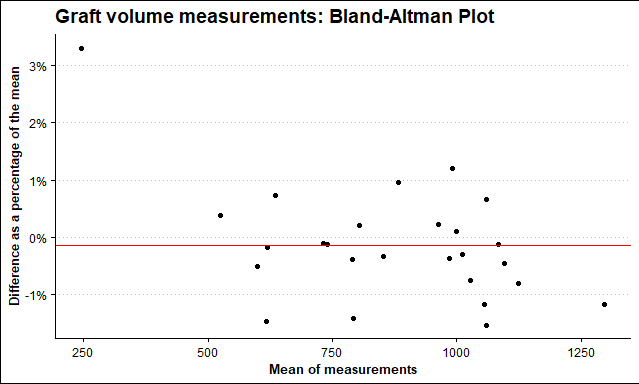 Graft volume measurements: Bland-Altman Plot
Difference as a percentage of the mean
3%
2%
1%
0%
-1%
250 500 750 1000 1250
Mean of measurements